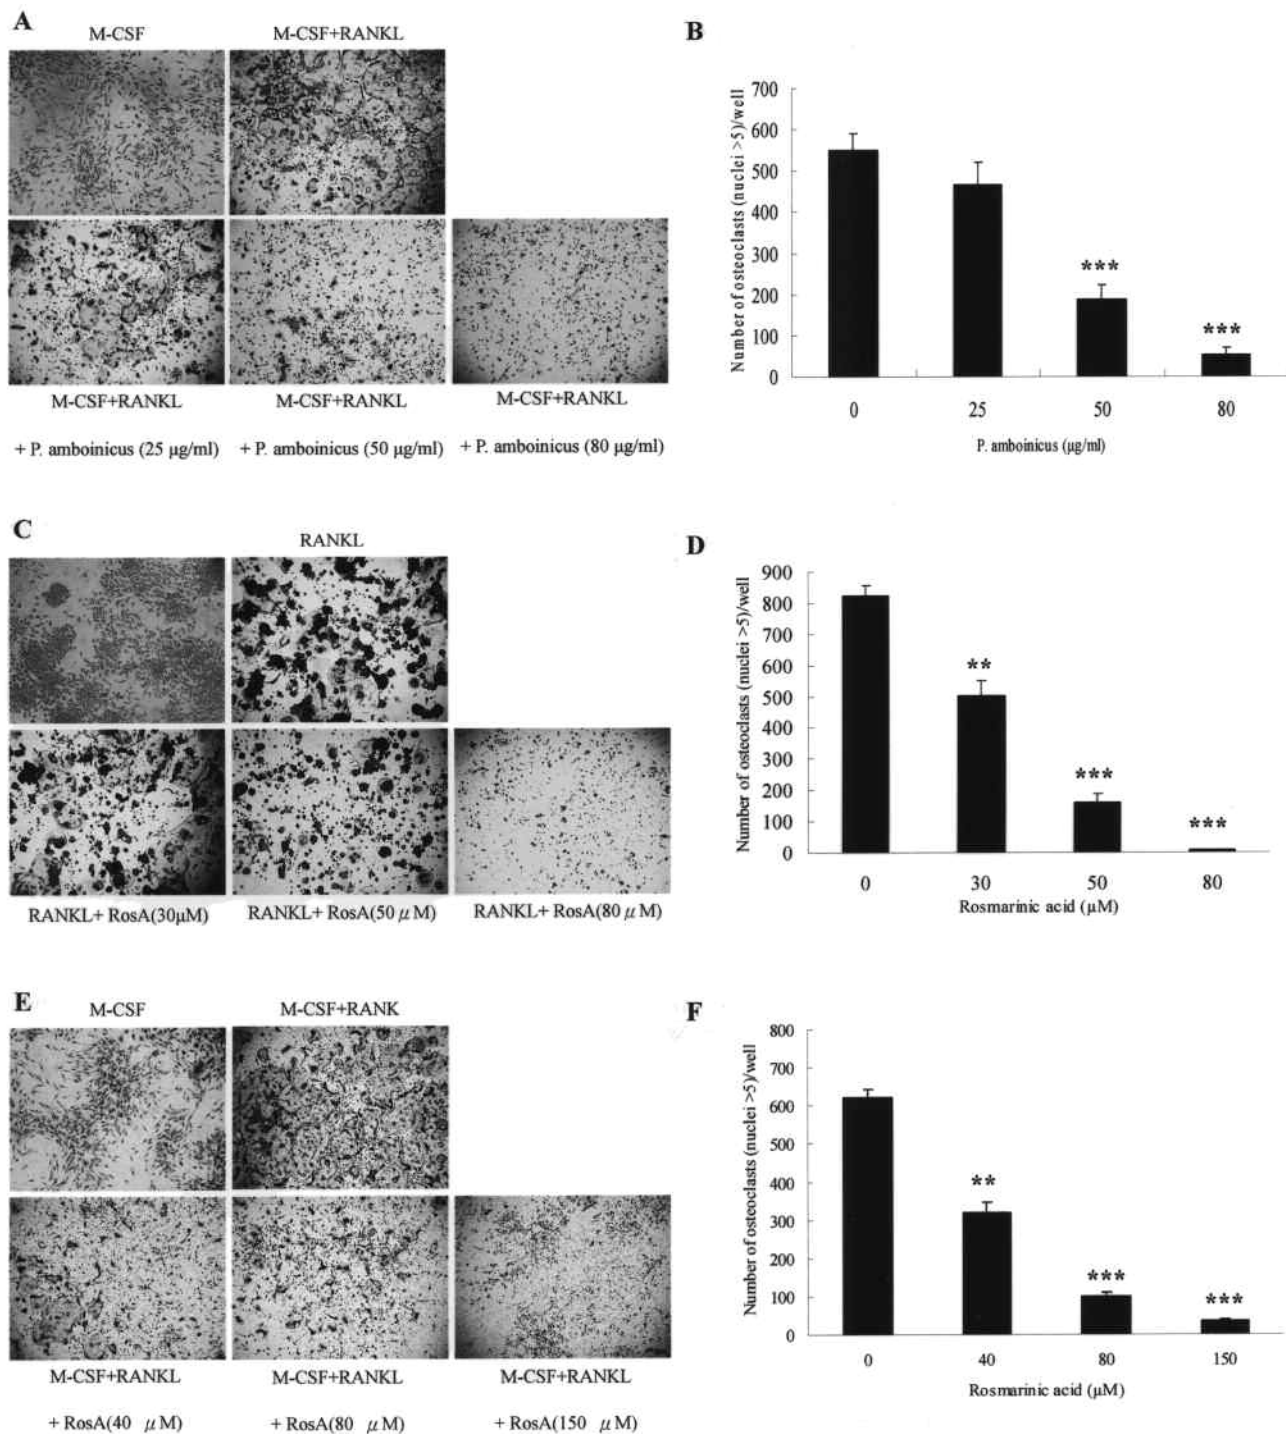 A
M-CSF
M-CSF+RANKL
M-CSF+RANKL
M-CSF+RANKL
M-CSF+RANKL
+ P. amboinicus (25 μg/ml)
+ P. amboinicus (50 μg/ml)
+ P. amboinicus (80 μg/ml)
B
Number of osteoclasts (nuclei >5)/well
700
600
500
400
300
200
100
0
***
***
0
25
50
80
P. amboinicus (μg/ml)
C
RANKL
RANKL+ RosA(30μM)
RANKL+ RosA(50 μ M)
RANKL+ RosA(80 μ M)
D
Number of osteoclasts (nuclei >5)/well
900
800
700
600
500
400
300
200
100
0
**
***
***
0
30
50
80
Rosmarinic acid (μM)
E
M-CSF
M-CSF+RANK
M-CSF+RANKL
M-CSF+RANKL
M-CSF+RANKL
+ RosA(40 μ M)
+ RosA(80 μ M)
+ RosA(150 μ M)
F
Number of osteoclasts (nuclei >5)/well
800
700
600
500
400
300
200
100
0
**
***
***
0
40
80
150
Rosmarinic acid (μM)